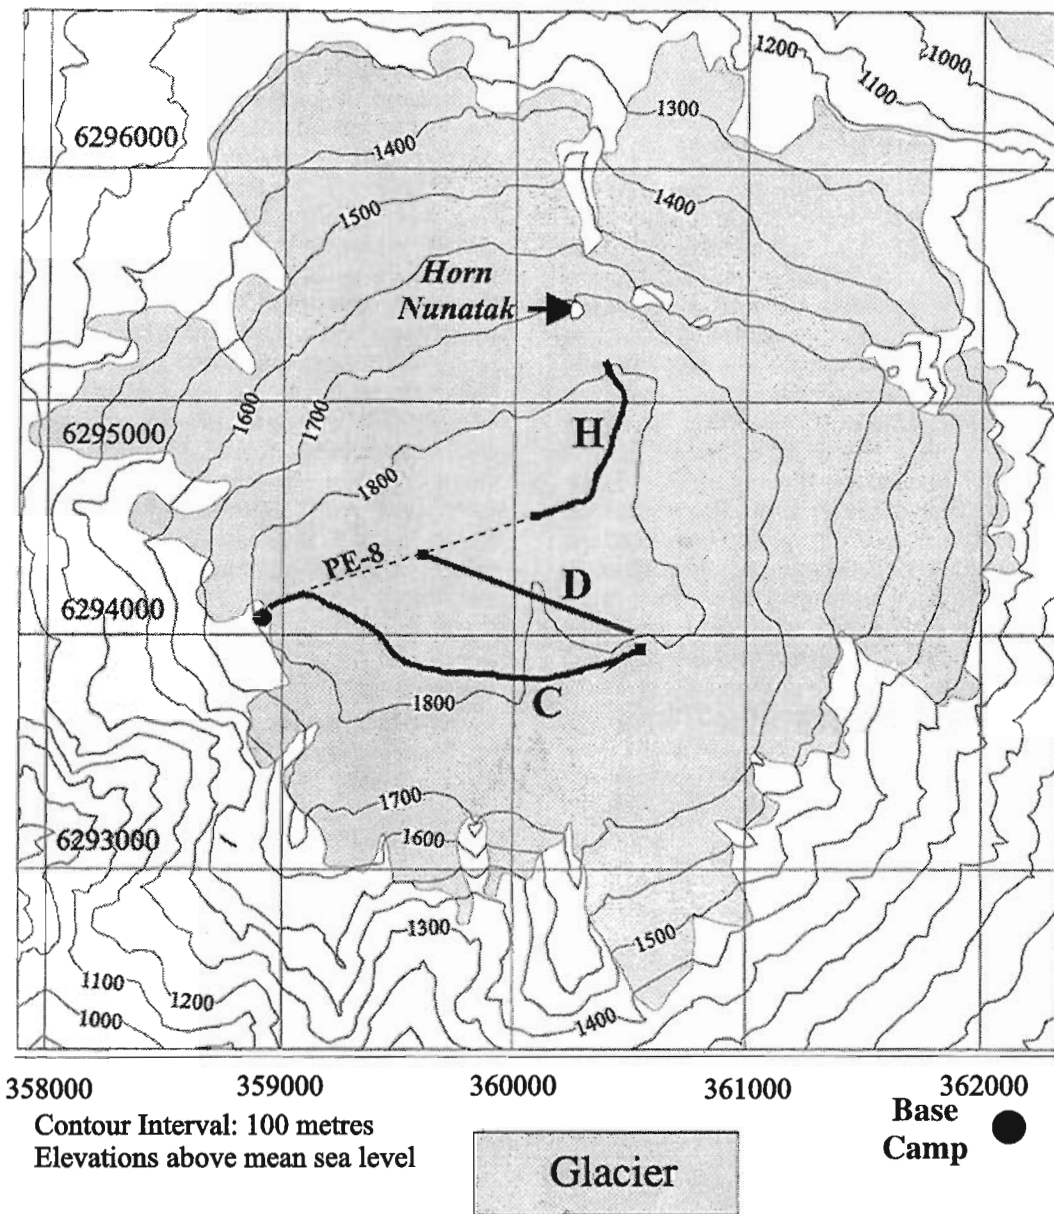 1200
1000
1100
6296000
1300
1400
1400
1500
Horn
Nunatak
1600
1700
6295000
H
1800
PE-8
D
6294000
1800
C
1700
1600
6293000
1300
1500
1100
1200
1000
1400
358000 359000 360000 361000 362000
Contour Interval: 100 metres
Elevations above mean sea level
Base
Camp
Glacier